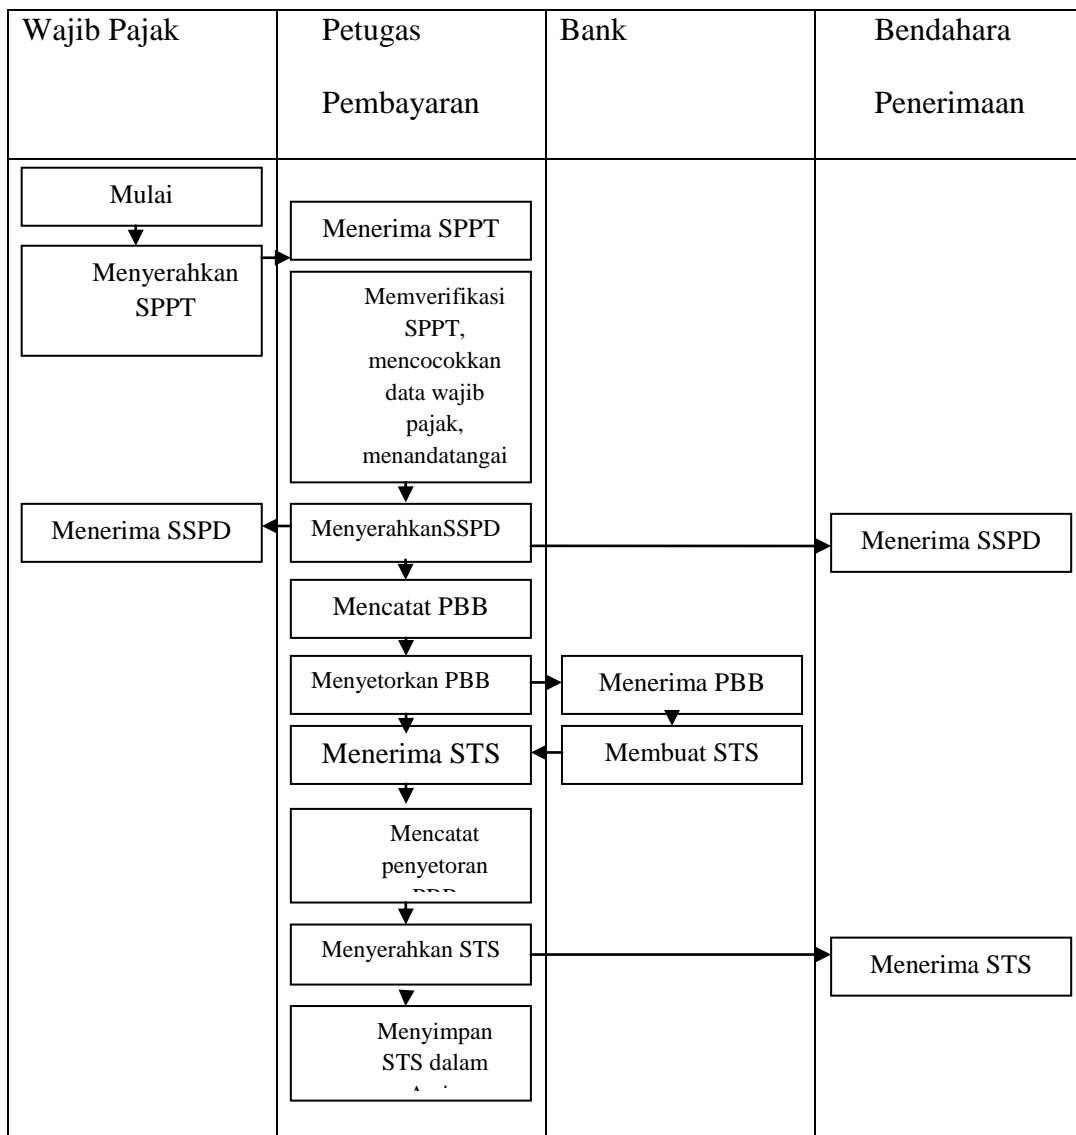 Wajib Pajak
Petugas
Pembayaran
Bank
Bendahara
Penerimaan
Mulai
Menyerahkan
SPPT
Menerima SPPT
Memverifikasi
SPPT,
mencocokkan
data wajib
pajak,
menandatangai
Menerima SSPD
MenyerahkanSSPD
Menerima SSPD
Mencatat PBB
Menyetorkan PBB
Menerima PBB
Menerima STS
Membuat STS
Mencatat
penyetoran
Menyerahkan STS
Menerima STS
Menyimpan
STS dalam